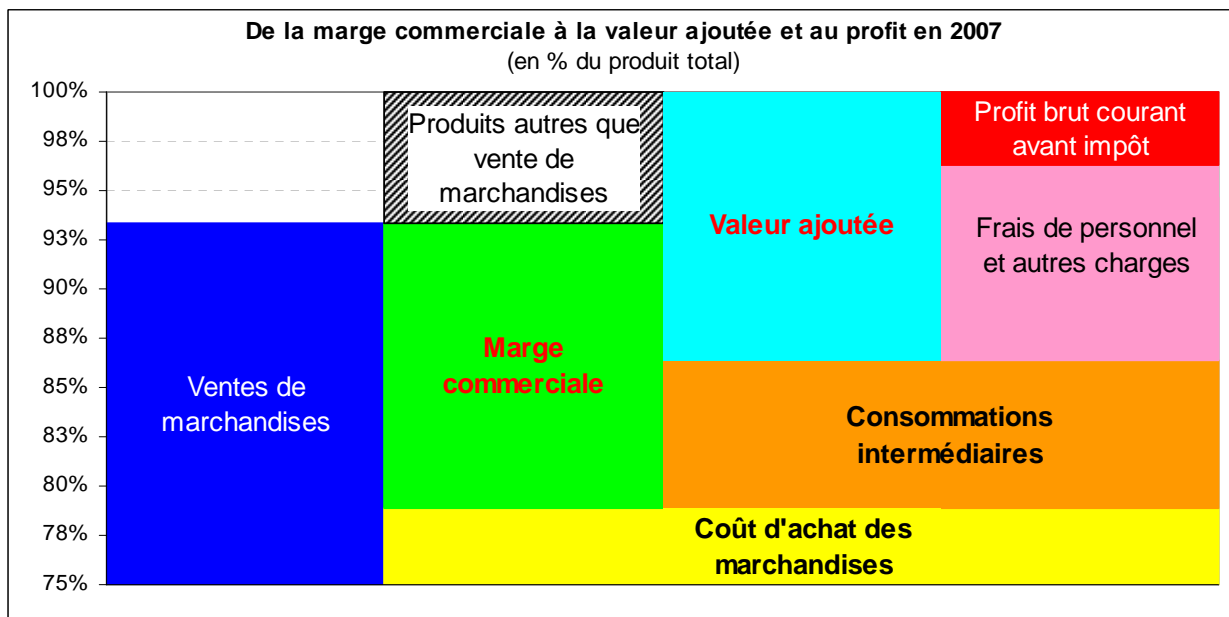 De la marge commerciale à la valeur ajoutée et au profit en 2007
(en % du produit total)
100%
98%
95%
93%
90%
88%
85%
83%
80%
78%
75%
Ventes de
marchandises
Produits autres que
vente de
marchandises
Marge
commerciale
Valeur ajoutée
Profit brut courant
avant impôt
Frais de personnel
et autres charges
Consommations
intermédiaires
Coût d'achat des
marchandises